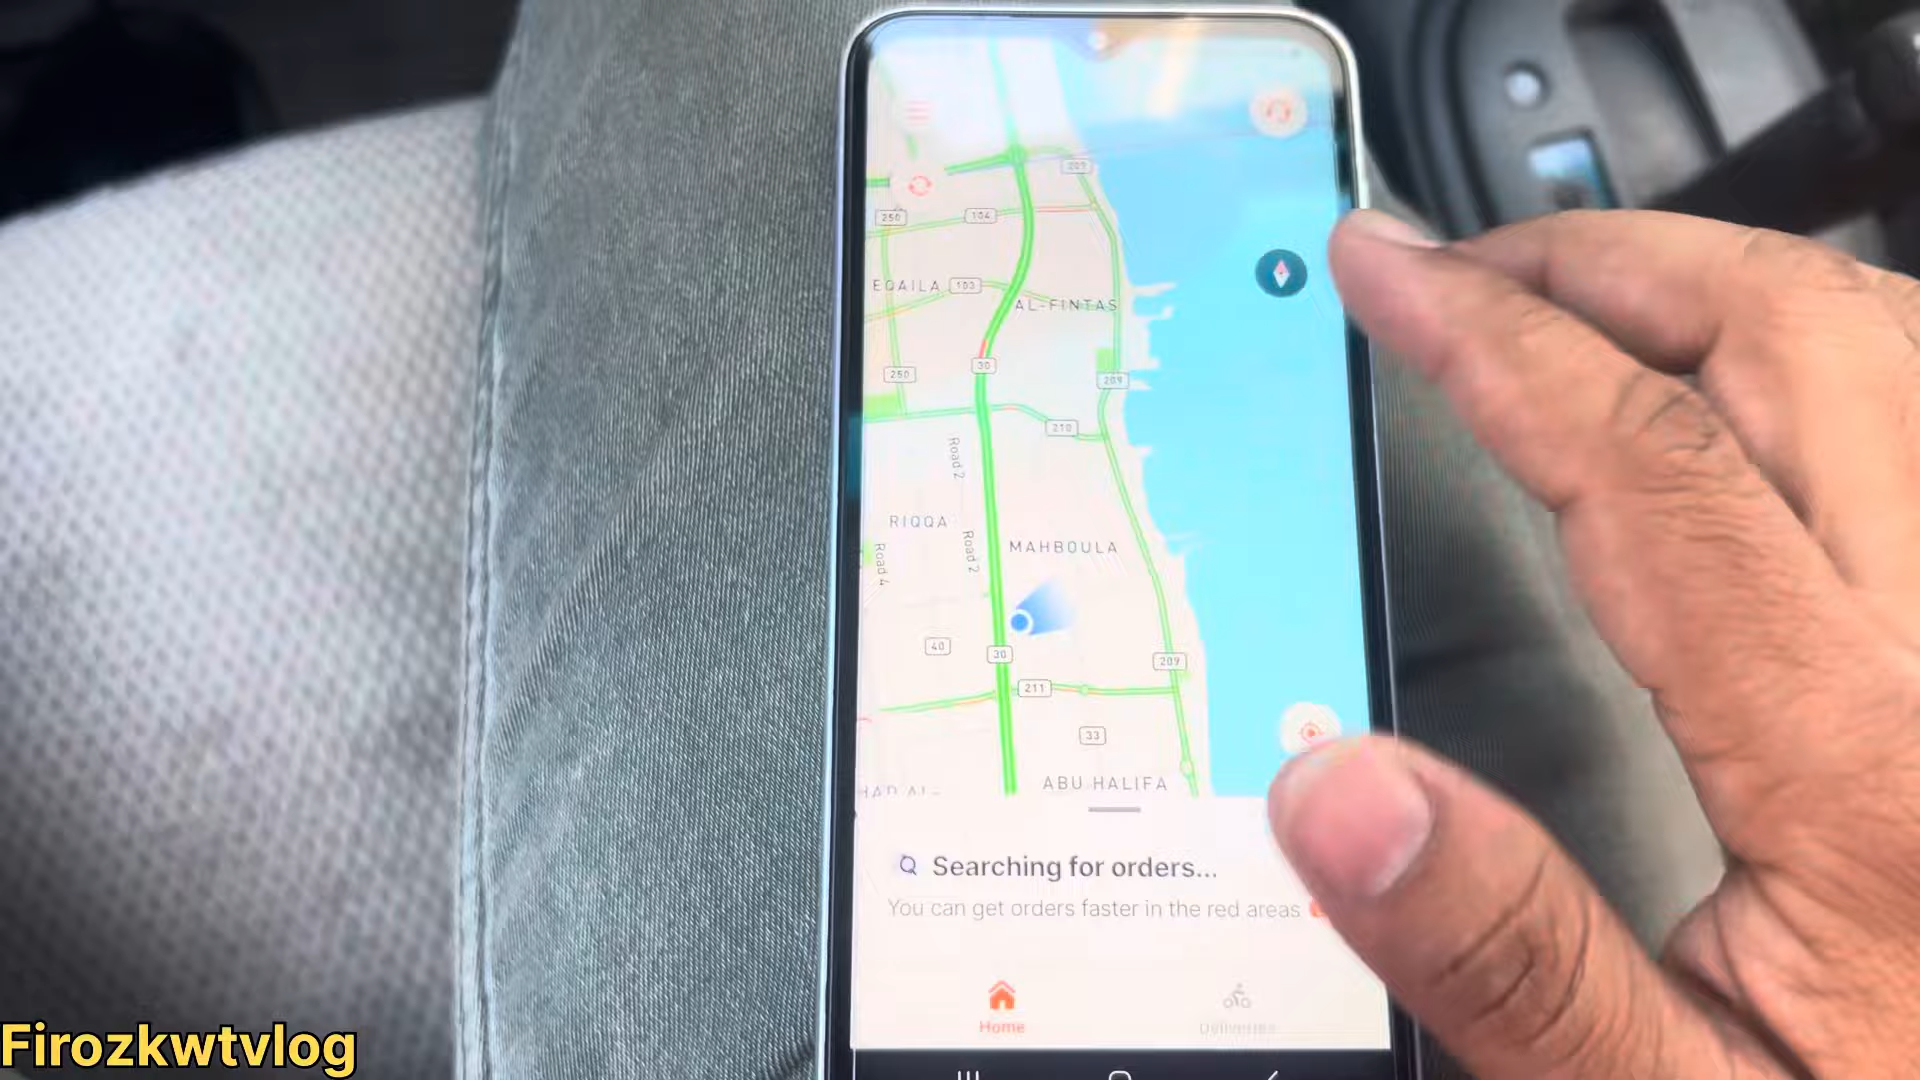 209
250
104
EQAILA
103
AL-FINTAS
30
250
209
210
Road 2
RIQQA
Road 2
MAHBOULA
Road 4
40
30
209
211
33
ABU HALIFA
Searching for orders...
You can get orders faster in the red areas
Home
Deliveries
Firozkwtvlog